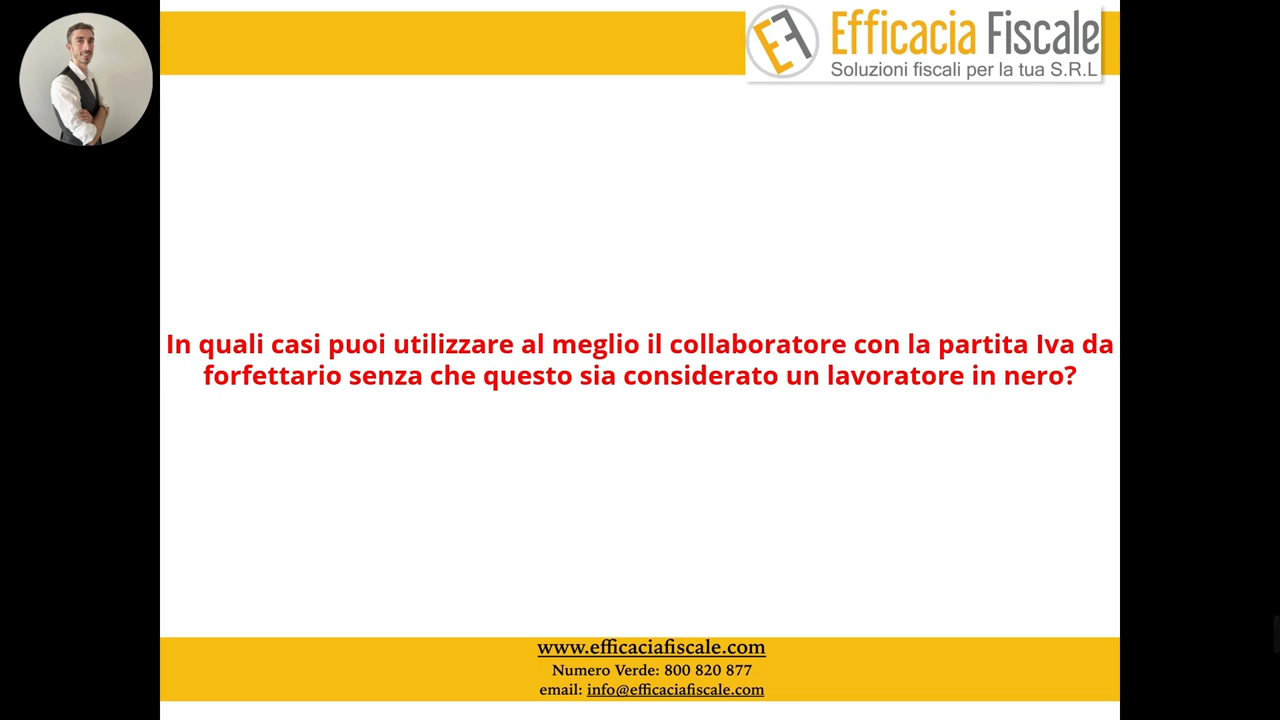 EF
Efficacia Fiscale
Soluzioni fiscali per la tua S.R.L
In quali casi puoi utilizzare al meglio il collaboratore con la partita Iva da
forfettario senza che questo sia considerato un lavoratore in nero?
www.efficaciafiscale.com
Numero Verde: 800 820 877
email: info@efficaciafiscale.com